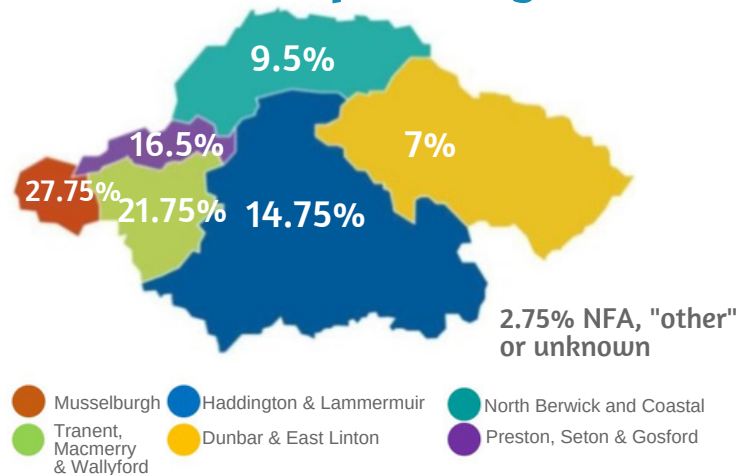 9.5%
16.5%
7%
27.75%
21.75%
14.75%
2.75% NFA, "other"
or unknown
Musselburgh
Haddington & Lammermuir
North Berwick and Coastal
Tranent,
Macmerry
& Wallyford
Dunbar & East Linton
Preston, Seton & Gosford